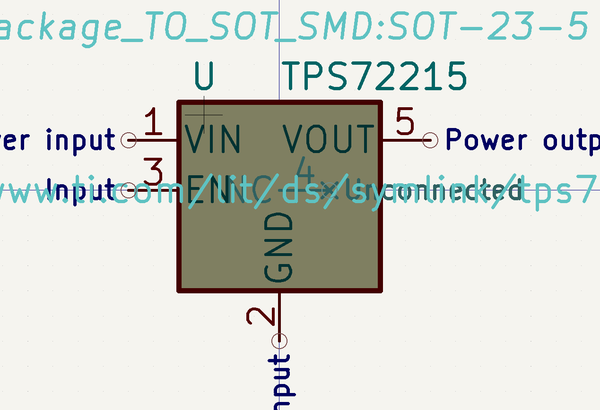 ackage_TO_SOT_SMD:SOT-23-5
U TPS72215
er input 1 VIN VOUT 5 Power outp
Input 3 EN NC 4 Unconnected
www.ti.com/lit/ds/symlink/tps7
GND
2
nput